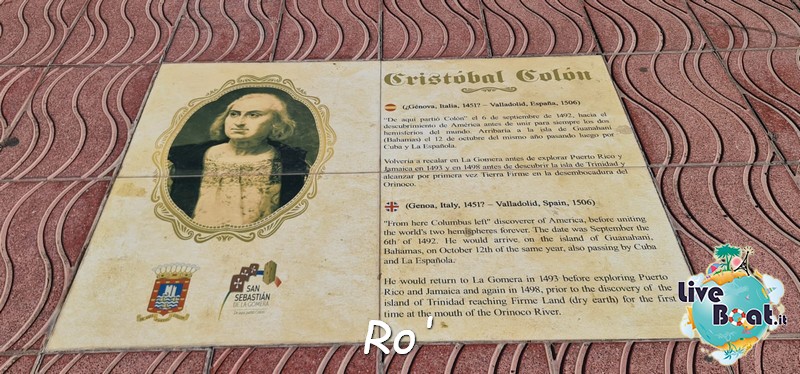 Cristóbal Colón
(¿Génova, Italia, 1451? – Valladolid, España, 1506)
"De aquí partió Colón" el 6 de septiembre de 1492, hacia el
descubrimiento de América antes de unir para siempre los dos
hemisferios del mundo. Arribaría a la isla de Guanahani
(Bahamas) el 12 de octubre del mismo año pasando luego por
Cuba y La Española.
Volvería a recalar en La Gomera antes de explorar Puerto Rico y
Jamaica en 1493 y en 1498 antes de descubrir la isla de Trinidad y
alcanzar por primera vez Tierra Firme en la desembocadura del
Orinoco.
(Genoa, Italy, 1451? – Valladolid, Spain, 1506)
"From here Columbus left" discoverer of America, before uniting
the world's two hemispheres forever. The date was September the
6th of 1492. He would arrive, on the island of Guanahani,
Bahamas, on October 12th of the same year, also passing by Cuba
and La Española.
He would return to La Gomera in 1493 before exploring Puerto
Rico and Jamaica and again in 1498, prior to the discovery of the
island of Trinidad reaching Firme Land (dry earth) for the first
time at the mouth of the Orinoco River.
SAN
SEBASTIÁN
DE LA GOMERA
Ro'
Live
Boat.it